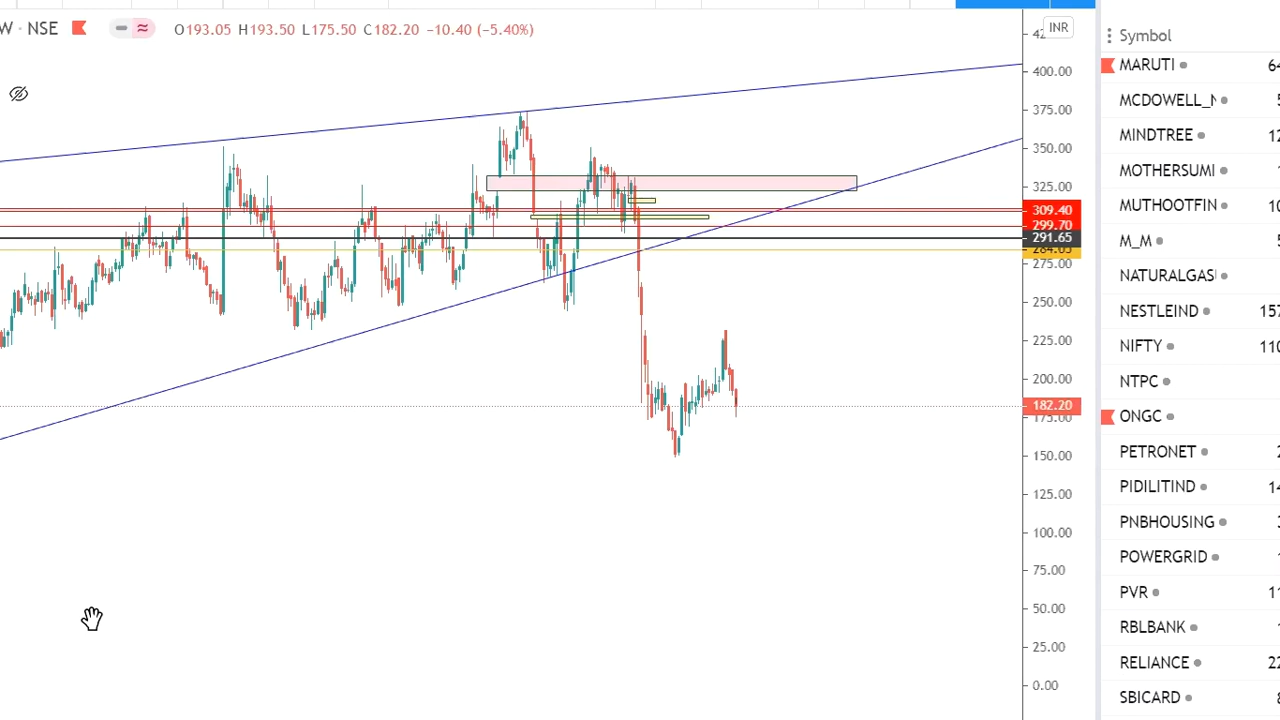 W · NSE O193.05 H193.50 L175.50 C182.20 −10.40 (−5.40%)
INR
400.00
375.00
350.00
325.00
309.40
299.70
291.65
275.00
250.00
225.00
200.00
182.20
175.00
150.00
125.00
100.00
75.00
50.00
25.00
0.00
Symbol
MARUTI
MCDOWELL_
MINDTREE
MOTHERSUMI
MUTHOOTFIN
M_M
NATURALGAS
NESTLEIND
NIFTY
NTPC
ONGC
PETRONET
PIDILITIND
PNBHOUSING
POWERGRID
PVR
RBLBANK
RELIANCE
SBICARD